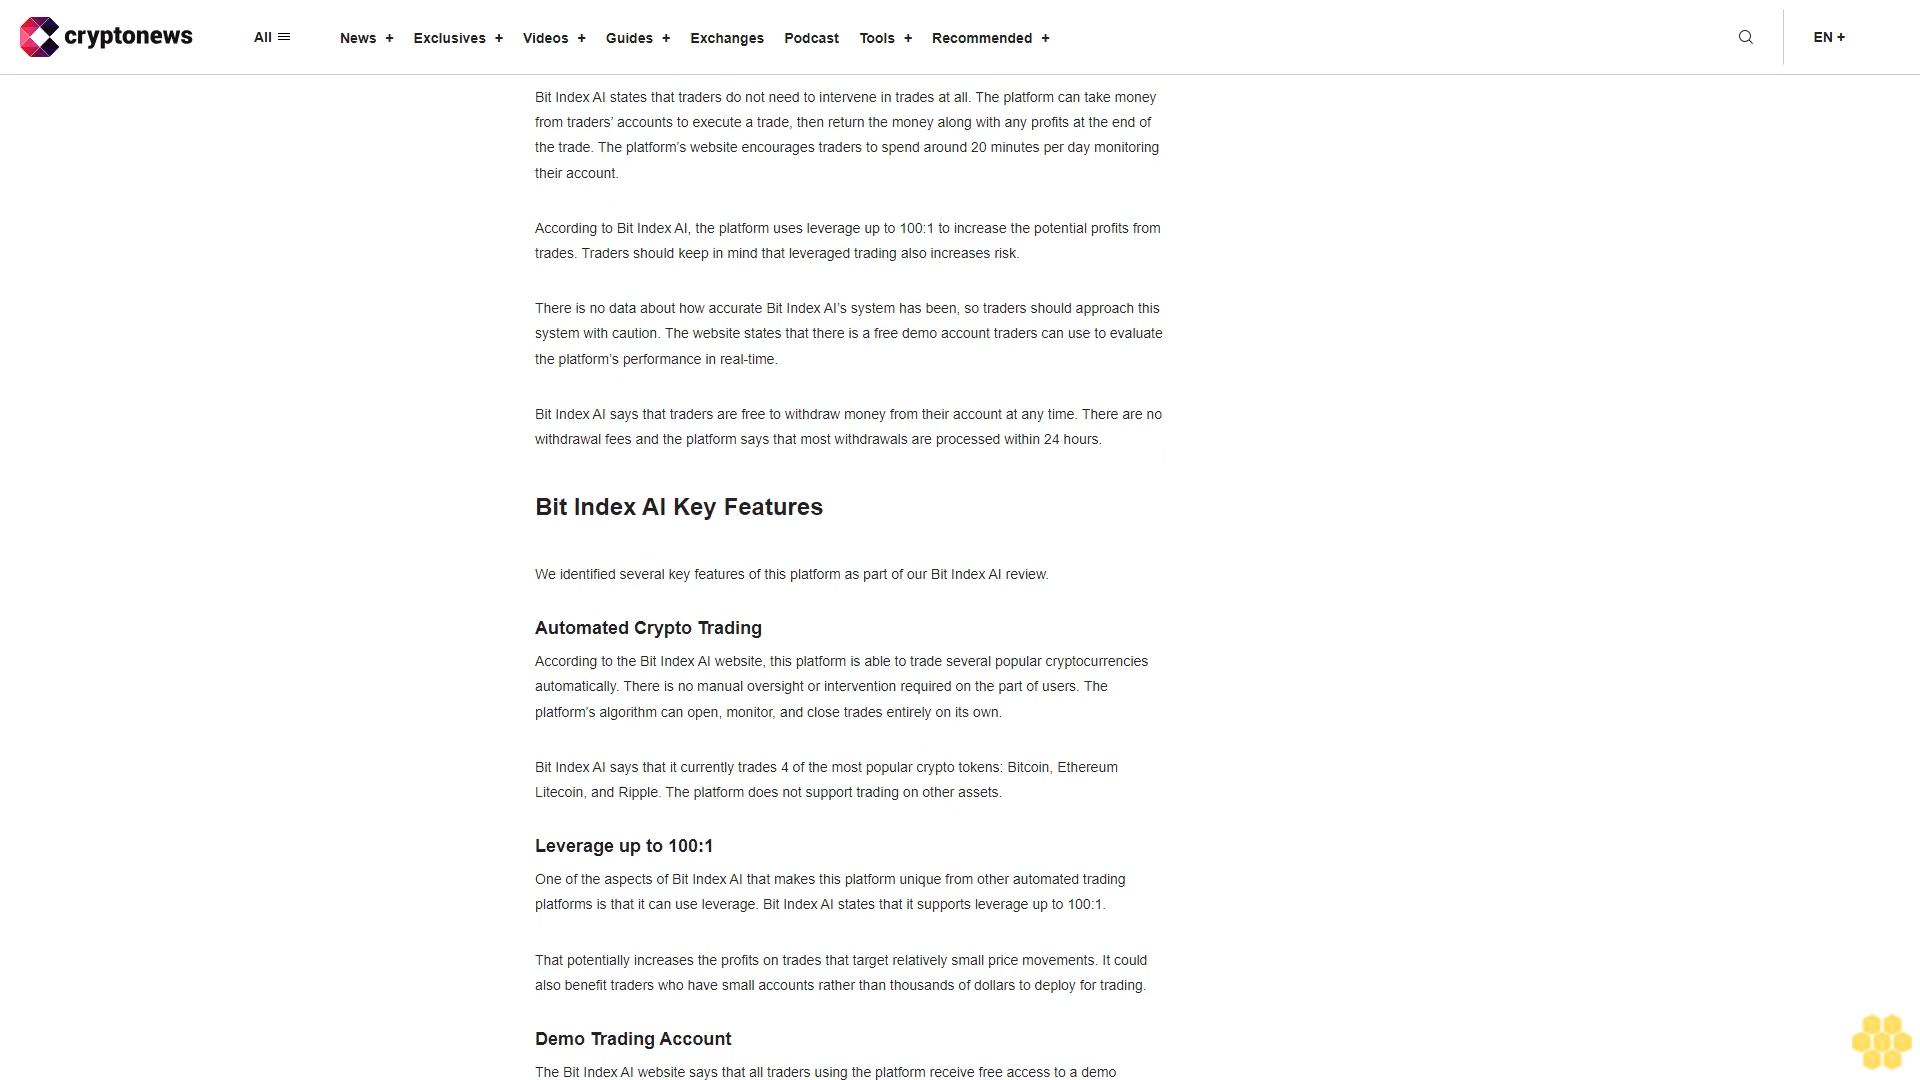 cryptonews
All
News +
Exclusives +
Videos +
Guides +
Exchanges
Podcast
Tools +
Recommended +
EN +
Bit Index AI states that traders do not need to intervene in trades at all. The platform can take money
from traders’ accounts to execute a trade, then return the money along with any profits at the end of
the trade. The platform’s website encourages traders to spend around 20 minutes per day monitoring
their account.
According to Bit Index AI, the platform uses leverage up to 100:1 to increase the potential profits from
trades. Traders should keep in mind that leveraged trading also increases risk.
There is no data about how accurate Bit Index AI’s system has been, so traders should approach this
system with caution. The website states that there is a free demo account traders can use to evaluate
the platform’s performance in real-time.
Bit Index AI says that traders are free to withdraw money from their account at any time. There are no
withdrawal fees and the platform says that most withdrawals are processed within 24 hours.
Bit Index AI Key Features
We identified several key features of this platform as part of our Bit Index AI review.
Automated Crypto Trading
According to the Bit Index AI website, this platform is able to trade several popular cryptocurrencies
automatically. There is no manual oversight or intervention required on the part of users. The
platform’s algorithm can open, monitor, and close trades entirely on its own.
Bit Index AI says that it currently trades 4 of the most popular crypto tokens: Bitcoin, Ethereum
Litecoin, and Ripple. The platform does not support trading on other assets.
Leverage up to 100:1
One of the aspects of Bit Index AI that makes this platform unique from other automated trading
platforms is that it can use leverage. Bit Index AI states that it supports leverage up to 100:1.
That potentially increases the profits on trades that target relatively small price movements. It could
also benefit traders who have small accounts rather than thousands of dollars to deploy for trading.
Demo Trading Account
The Bit Index AI website says that all traders using the platform receive free access to a demo